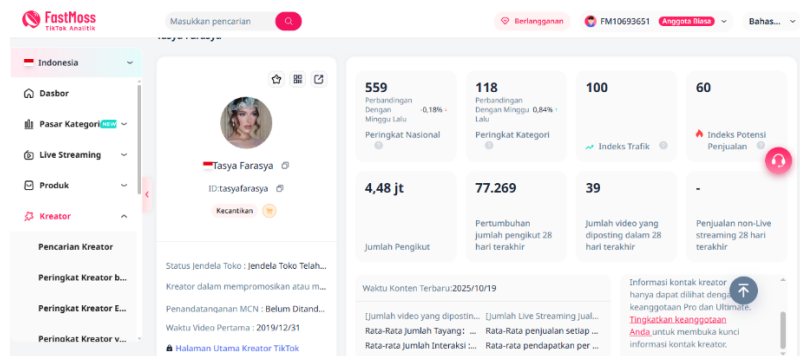 FastMoss
TikTok Analitik
Masukkan pencarian
Berlangganan
FM10693651
Anggota Biasa
Bahas...
Indonesia
Dasbor
Pasar Kategori NEW
Live Streaming
Produk
Kreator
Pencarian Kreator
Peringkat Kreator b...
Peringkat Kreator E...
Peringkat Kreator v...
Tasya Farasya
Tasya Farasya
ID:tasyafarasya
Kecantikan
Status Jendela Toko : Jendela Toko Telah...
Kreator dalam mempromosikan atau m...
Penandatanganan MCN : Belum Ditand...
Waktu Video Pertama : 2019/12/31
Halaman Utama Kreator TikTok
559
Perbandingan
Dengan -0,18%
Minggu Lalu
Peringkat Nasional
118
Perbandingan
Dengan Minggu 0,84%
Lalu
Peringkat Kategori
100
Indeks Trafik
60
Indeks Potensi
Penjualan
4,48 jt
Jumlah Pengikut
77.269
Pertumbuhan
jumlah pengikut 28
hari terakhir
39
Jumlah video yang
diposting dalam 28
hari terakhir
-
Penjualan non-Live
streaming 28 hari
terakhir
Waktu Konten Terbaru:2025/10/19
[Jumlah video yang dipostin...
Rata-Rata Jumlah Tayang: ...
Rata-rata Jumlah Interaksi :...
[Jumlah Live Streaming Jual...
Rata-Rata penjualan setiap ...
Rata-rata pendapatkan per ...
Informasi kontak kreator
hanya dapat dilihat deng
keanggotaan Pro dan Ultimate.
Tingkatkan keanggotaan
Anda untuk membuka kunci
informasi kontak kreator.